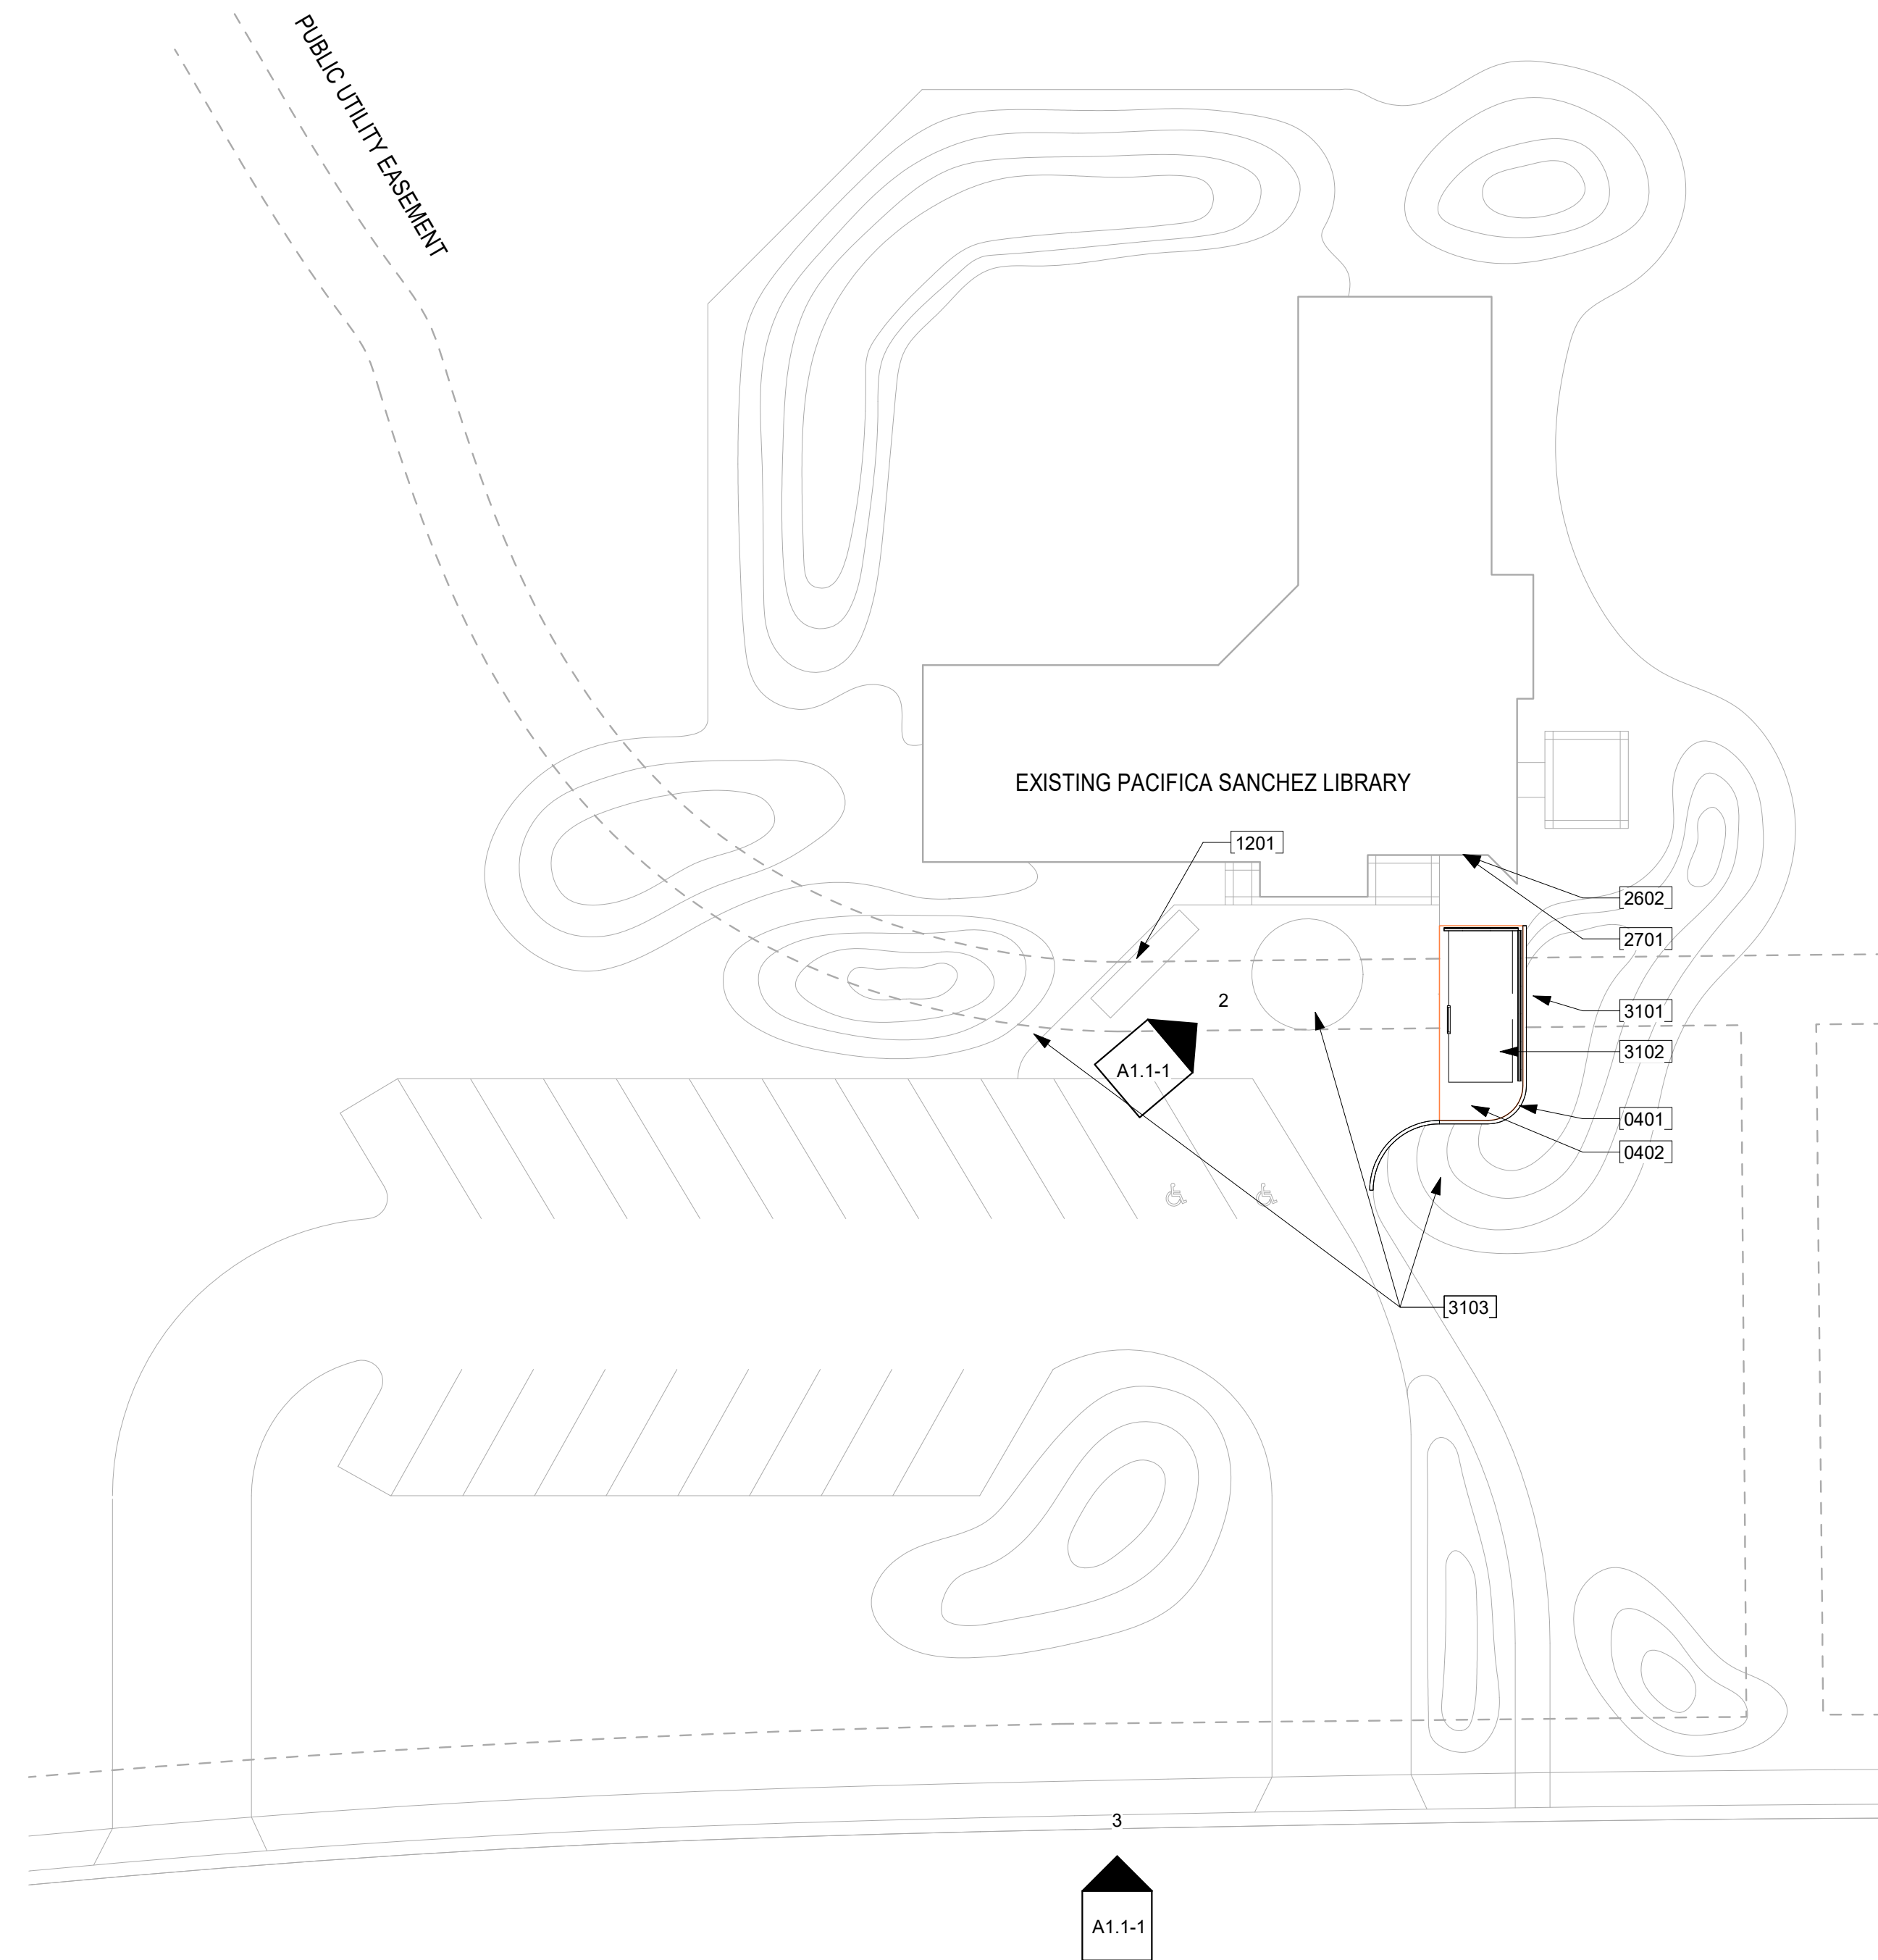 PUBLIC UTILITY EASEMENT
EXISTING PACIFICA SANCHEZ LIBRARY
1201
2602
2701
2
3101
3102
A1.1-1
0401
0402
3103
3
A1.1-1